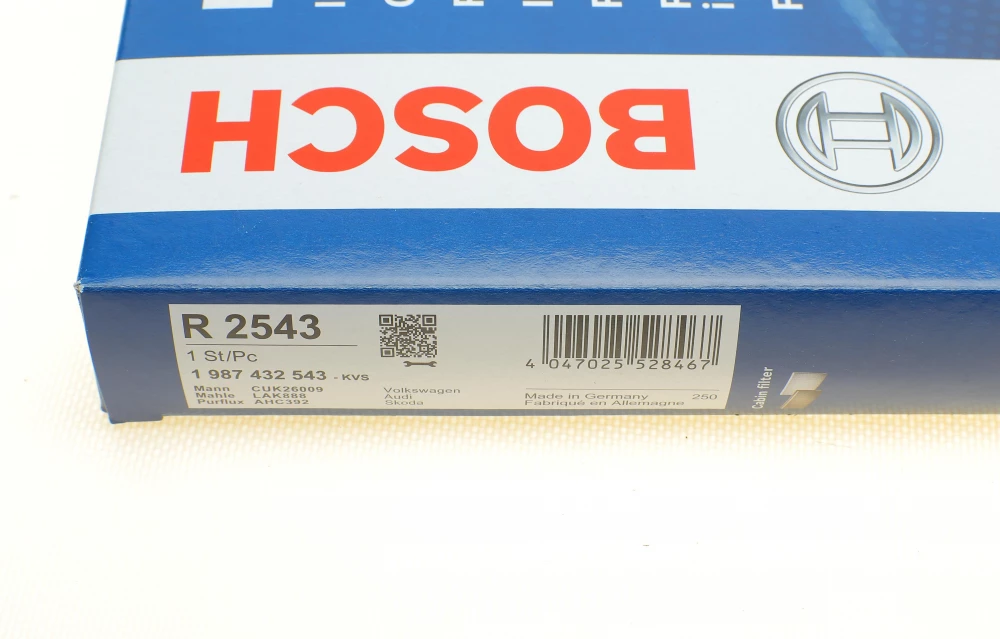 BOSCH
R 2543
1 St/Pc
1 987 432 543 - KVS
Mann CUK26009
Mahle LAK888
Purflux AHC392
Volkswagen
Audi
Skoda
4 047025 528467
Made in Germany 250
Fabriqué en Allemagne
Cabin filter